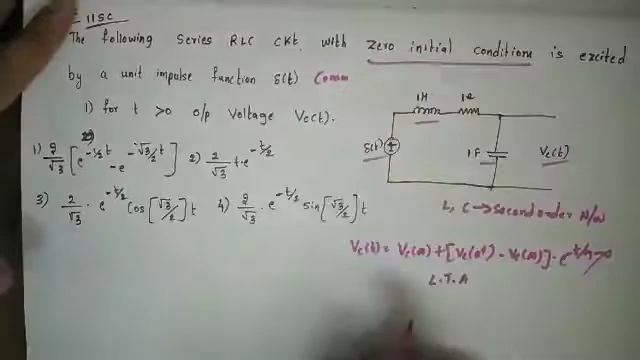 IISC
The following Series RLC CKt. with zero initial conditions is excited
by a unit impulse function δ(t) Comm
1) for t >0 o/p Voltage Vc(t).
1) 2/√3 [e^-1/2 t - e^-√3/2 t] 2) 2/√3 t·e^-t/2
3) 2/√3 · e^-t/2 Cos[√3/2]t 4) 2/√3 · e^-t/2 sin[√3/2]t
1H 1Ω
δ(t) 1F Vc(t)
L, C → second order N/W
Vc(t) = Vc(∞) + [Vc(0⁺) - Vc(∞)]·e^-t/τ
L.T.A